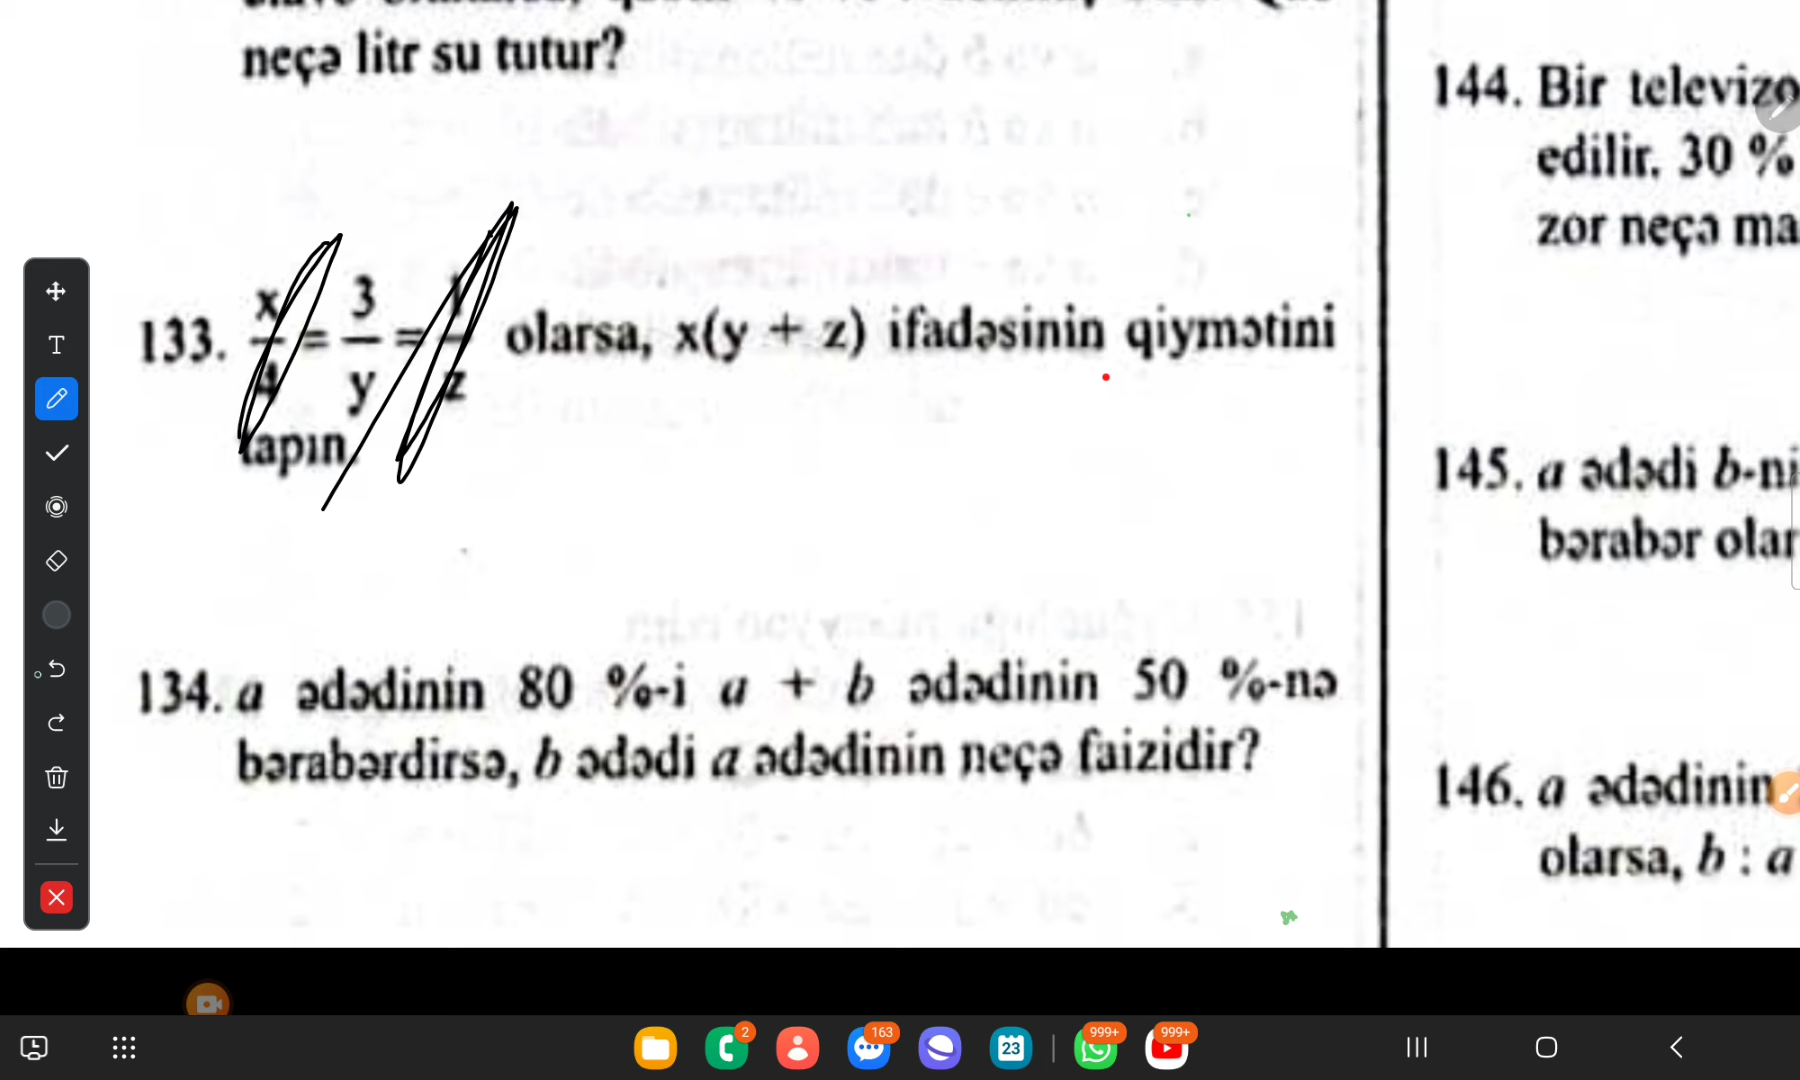 neçə litr su tutur?
133. x/4 = 3/y = 1/z olarsa, x(y + z) ifadəsinin qiymətini
tapın.
134. a ədədinin 80 %-i a + b ədədinin 50 %-nə
bərabərdirsə, b ədədi a ədədinin neçə faizidir?
144. Bir televizo
edilir. 30 %
zor neçə ma
145. a ədədi b-ni
bərabər olar
146. a ədədinin
olarsa, b : a
T
2
163
23
999+
999+